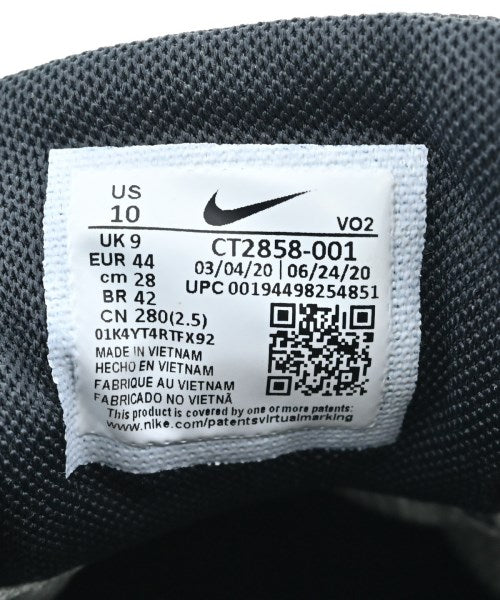 US
10
VO2
UK 9
EUR 44
cm 28
BR 42
CN 280(2.5)
CT2858-001
03/04/20 | 06/24/20
UPC 00194498254851
01K4YT4RTFX92
MADE IN VIETNAM
HECHO EN VIETNAM
FABRIQUE AU VIETNAM
FABRICADO NO VIETNÃ
This product is covered by one or more patents:
www.nike.com/patentsvirtualmarking